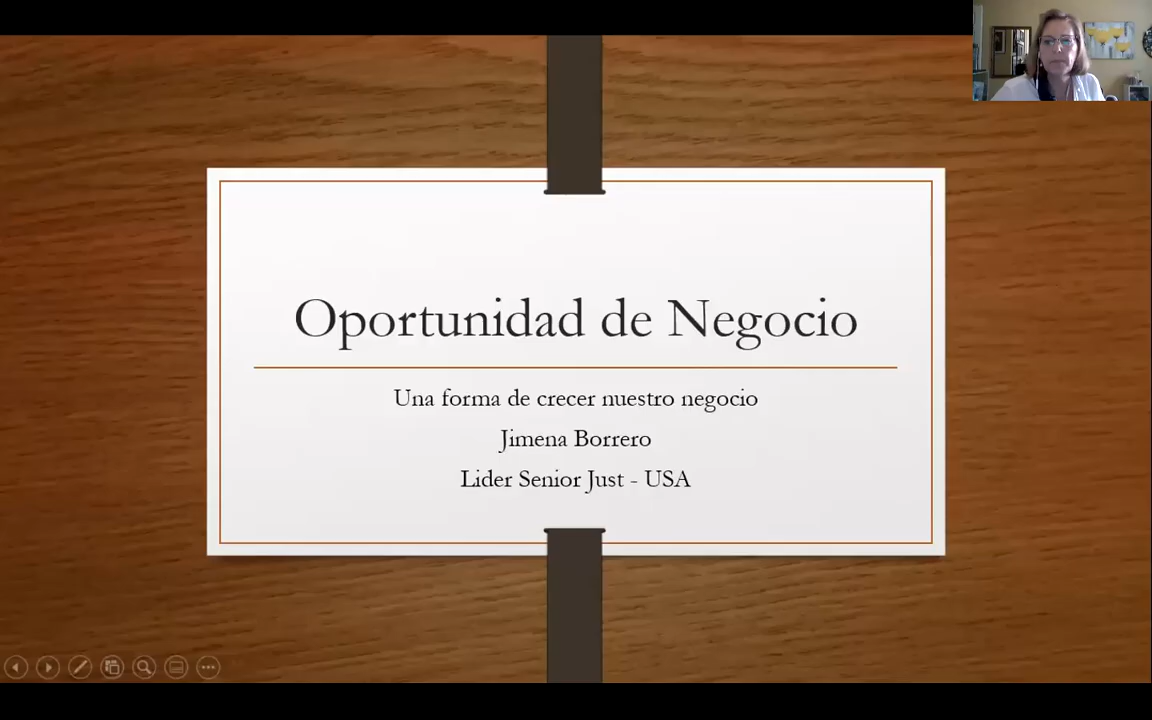 Oportunidad de Negocio
Una forma de crecer nuestro negocio
Jimena Borrero
Lider Senior Just - USA